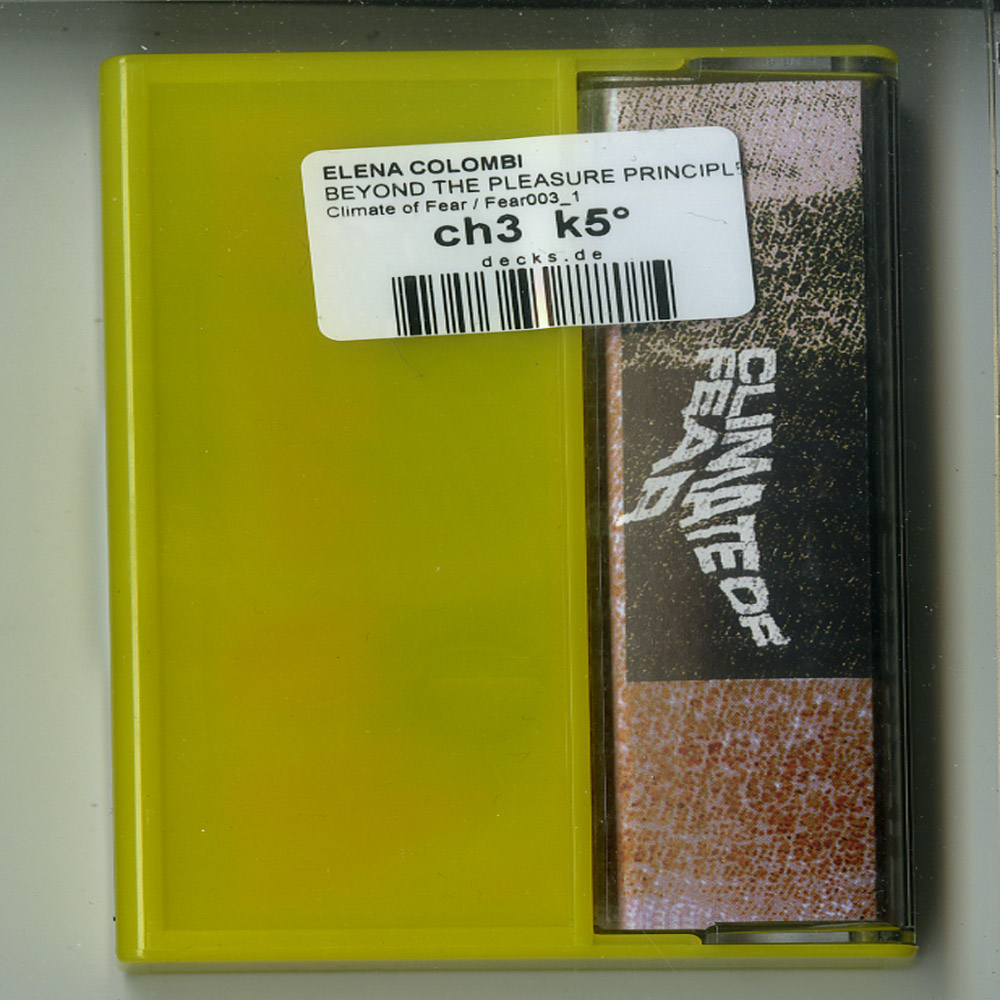 ELENA COLOMBI
BEYOND THE PLEASURE PRINCIPLE
Climate of Fear / Fear003_1
ch3 k5°
decks.de
CLIMATE OF
FEAR